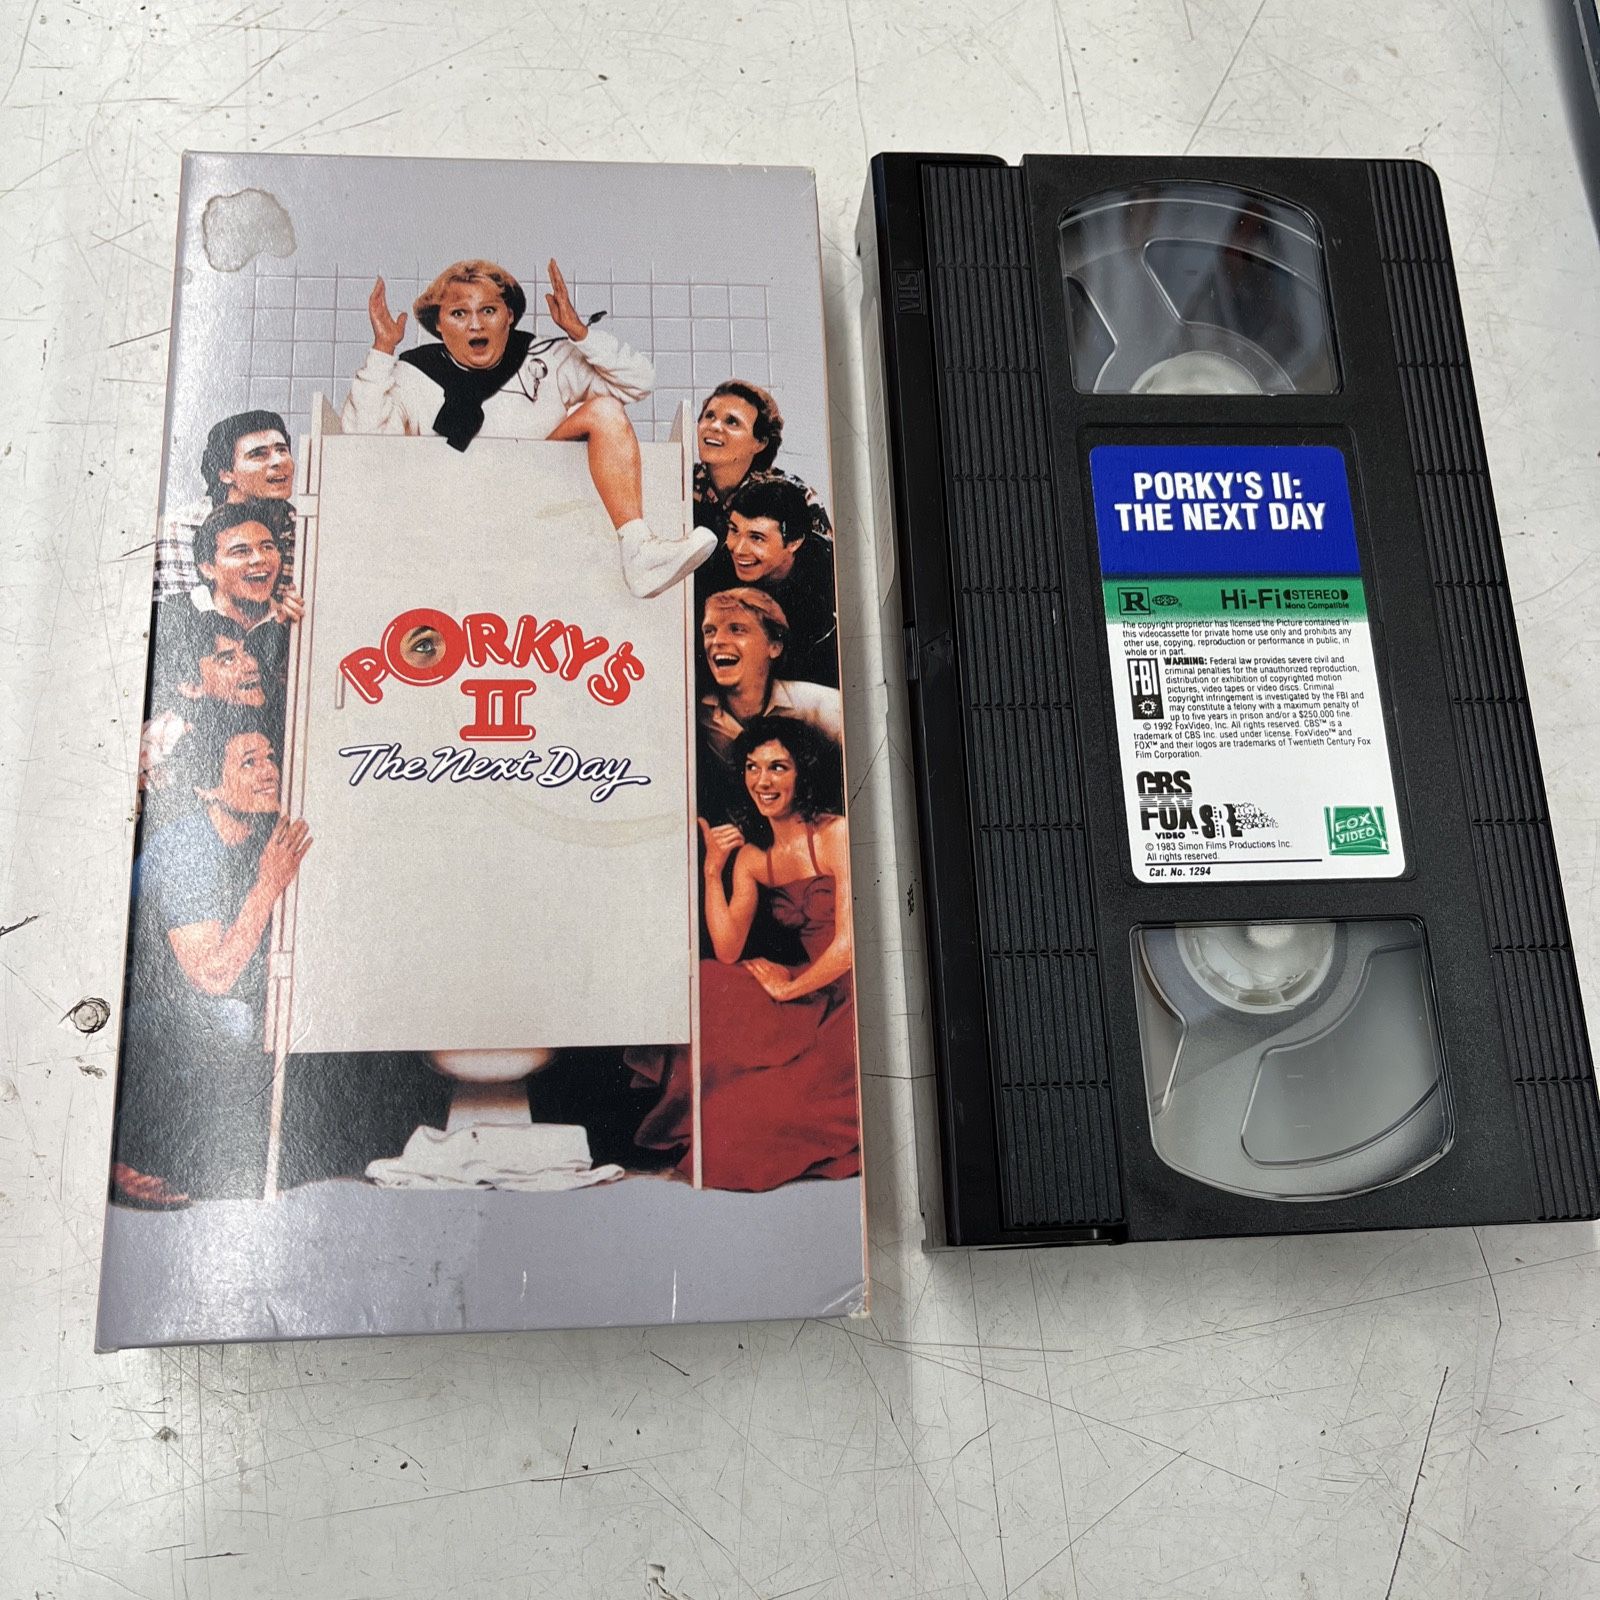 PORKY'S
II
The Next Day
VHS
PORKY'S II:
THE NEXT DAY
R
Hi-Fi STEREO
Mono Compatible
The copyright proprietor has licensed the Picture contained in
this videocassette for private home use only and prohibits any
other use, copying, reproduction or performance in public, in
whole or in part.
FBI
WARNING: Federal law provides severe civil and
criminal penalties for the unauthorized reproduction,
distribution or exhibition of copyrighted motion
pictures, video tapes or video discs. Criminal
copyright infringement is investigated by the FBI and
may constitute a felony with a maximum penalty of
up to five years in prison and/or a $250,000 fine.
© 1992 FoxVideo, Inc. All rights reserved. CBS™ is a
trademark of CBS Inc. used under license. FoxVideo™ and
FOX™ and their logos are trademarks of Twentieth Century Fox
Film Corporation.
CBS
FOX
VIDEO ™
FOX
VIDEO
© 1983 Simon Films Productions Inc.
All rights reserved.
Cat. No. 1294